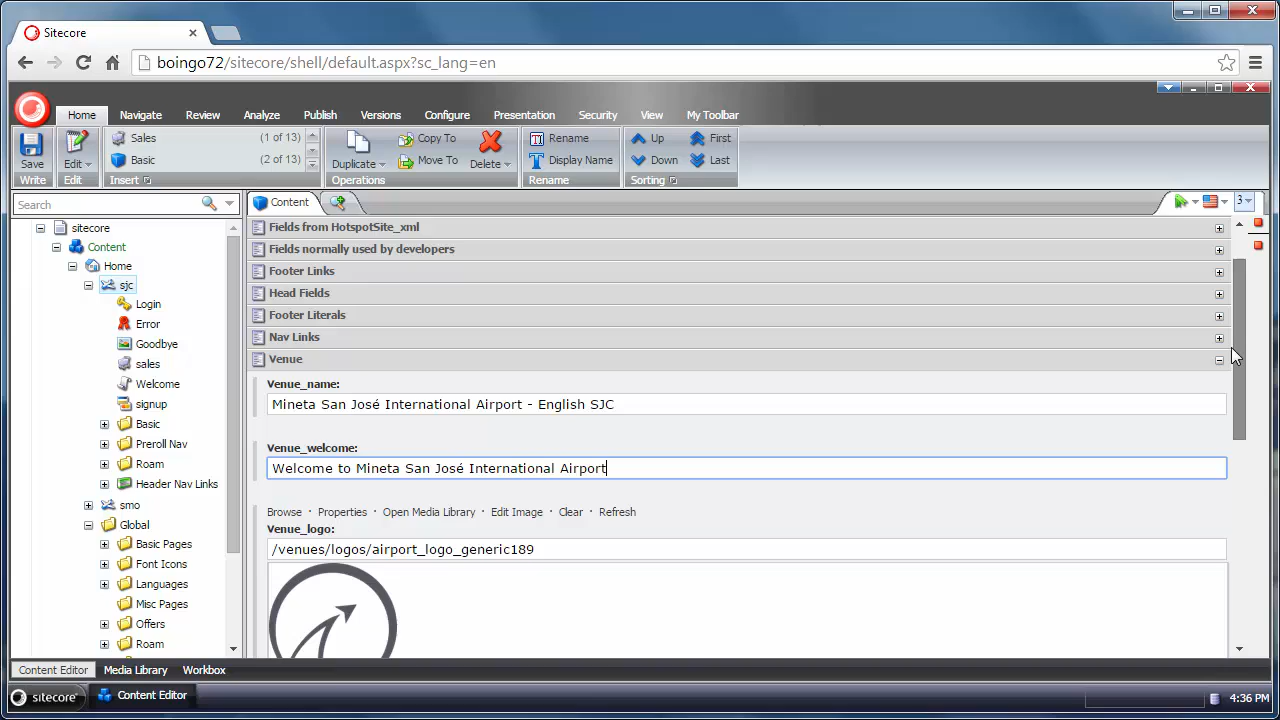 Sitecore
boingo72/sitecore/shell/default.aspx?sc_lang=en
Home Navigate Review Analyze Publish Versions Configure Presentation Security View My Toolbar
Save
Write
Edit
Edit
Sales (1 of 13)
Basic (2 of 13)
Insert
Duplicate
Copy To
Move To
Delete
Operations
Rename
Display Name
Rename
Up
First
Down
Last
Sorting
Search
Content
3
sitecore
Content
Home
sjc
Login
Error
Goodbye
sales
Welcome
signup
Basic
Preroll Nav
Roam
Header Nav Links
smo
Global
Basic Pages
Font Icons
Languages
Misc Pages
Offers
Roam
Fields from HotspotSite_xml
Fields normally used by developers
Footer Links
Head Fields
Footer Literals
Nav Links
Venue
Venue_name:
Mineta San José International Airport - English SJC
Venue_welcome:
Welcome to Mineta San José International Airport
Browse · Properties · Open Media Library · Edit Image · Clear · Refresh
Venue_logo:
/venues/logos/airport_logo_generic189
Content Editor Media Library Workbox
sitecore Content Editor 4:36 PM